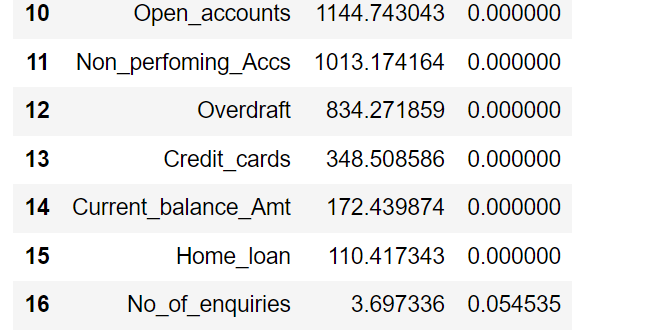 10 Open_accounts 1144.743043 0.000000
11 Non_perfoming_Accs 1013.174164 0.000000
12 Overdraft 834.271859 0.000000
13 Credit_cards 348.508586 0.000000
14 Current_balance_Amt 172.439874 0.000000
15 Home_loan 110.417343 0.000000
16 No_of_enquiries 3.697336 0.054535